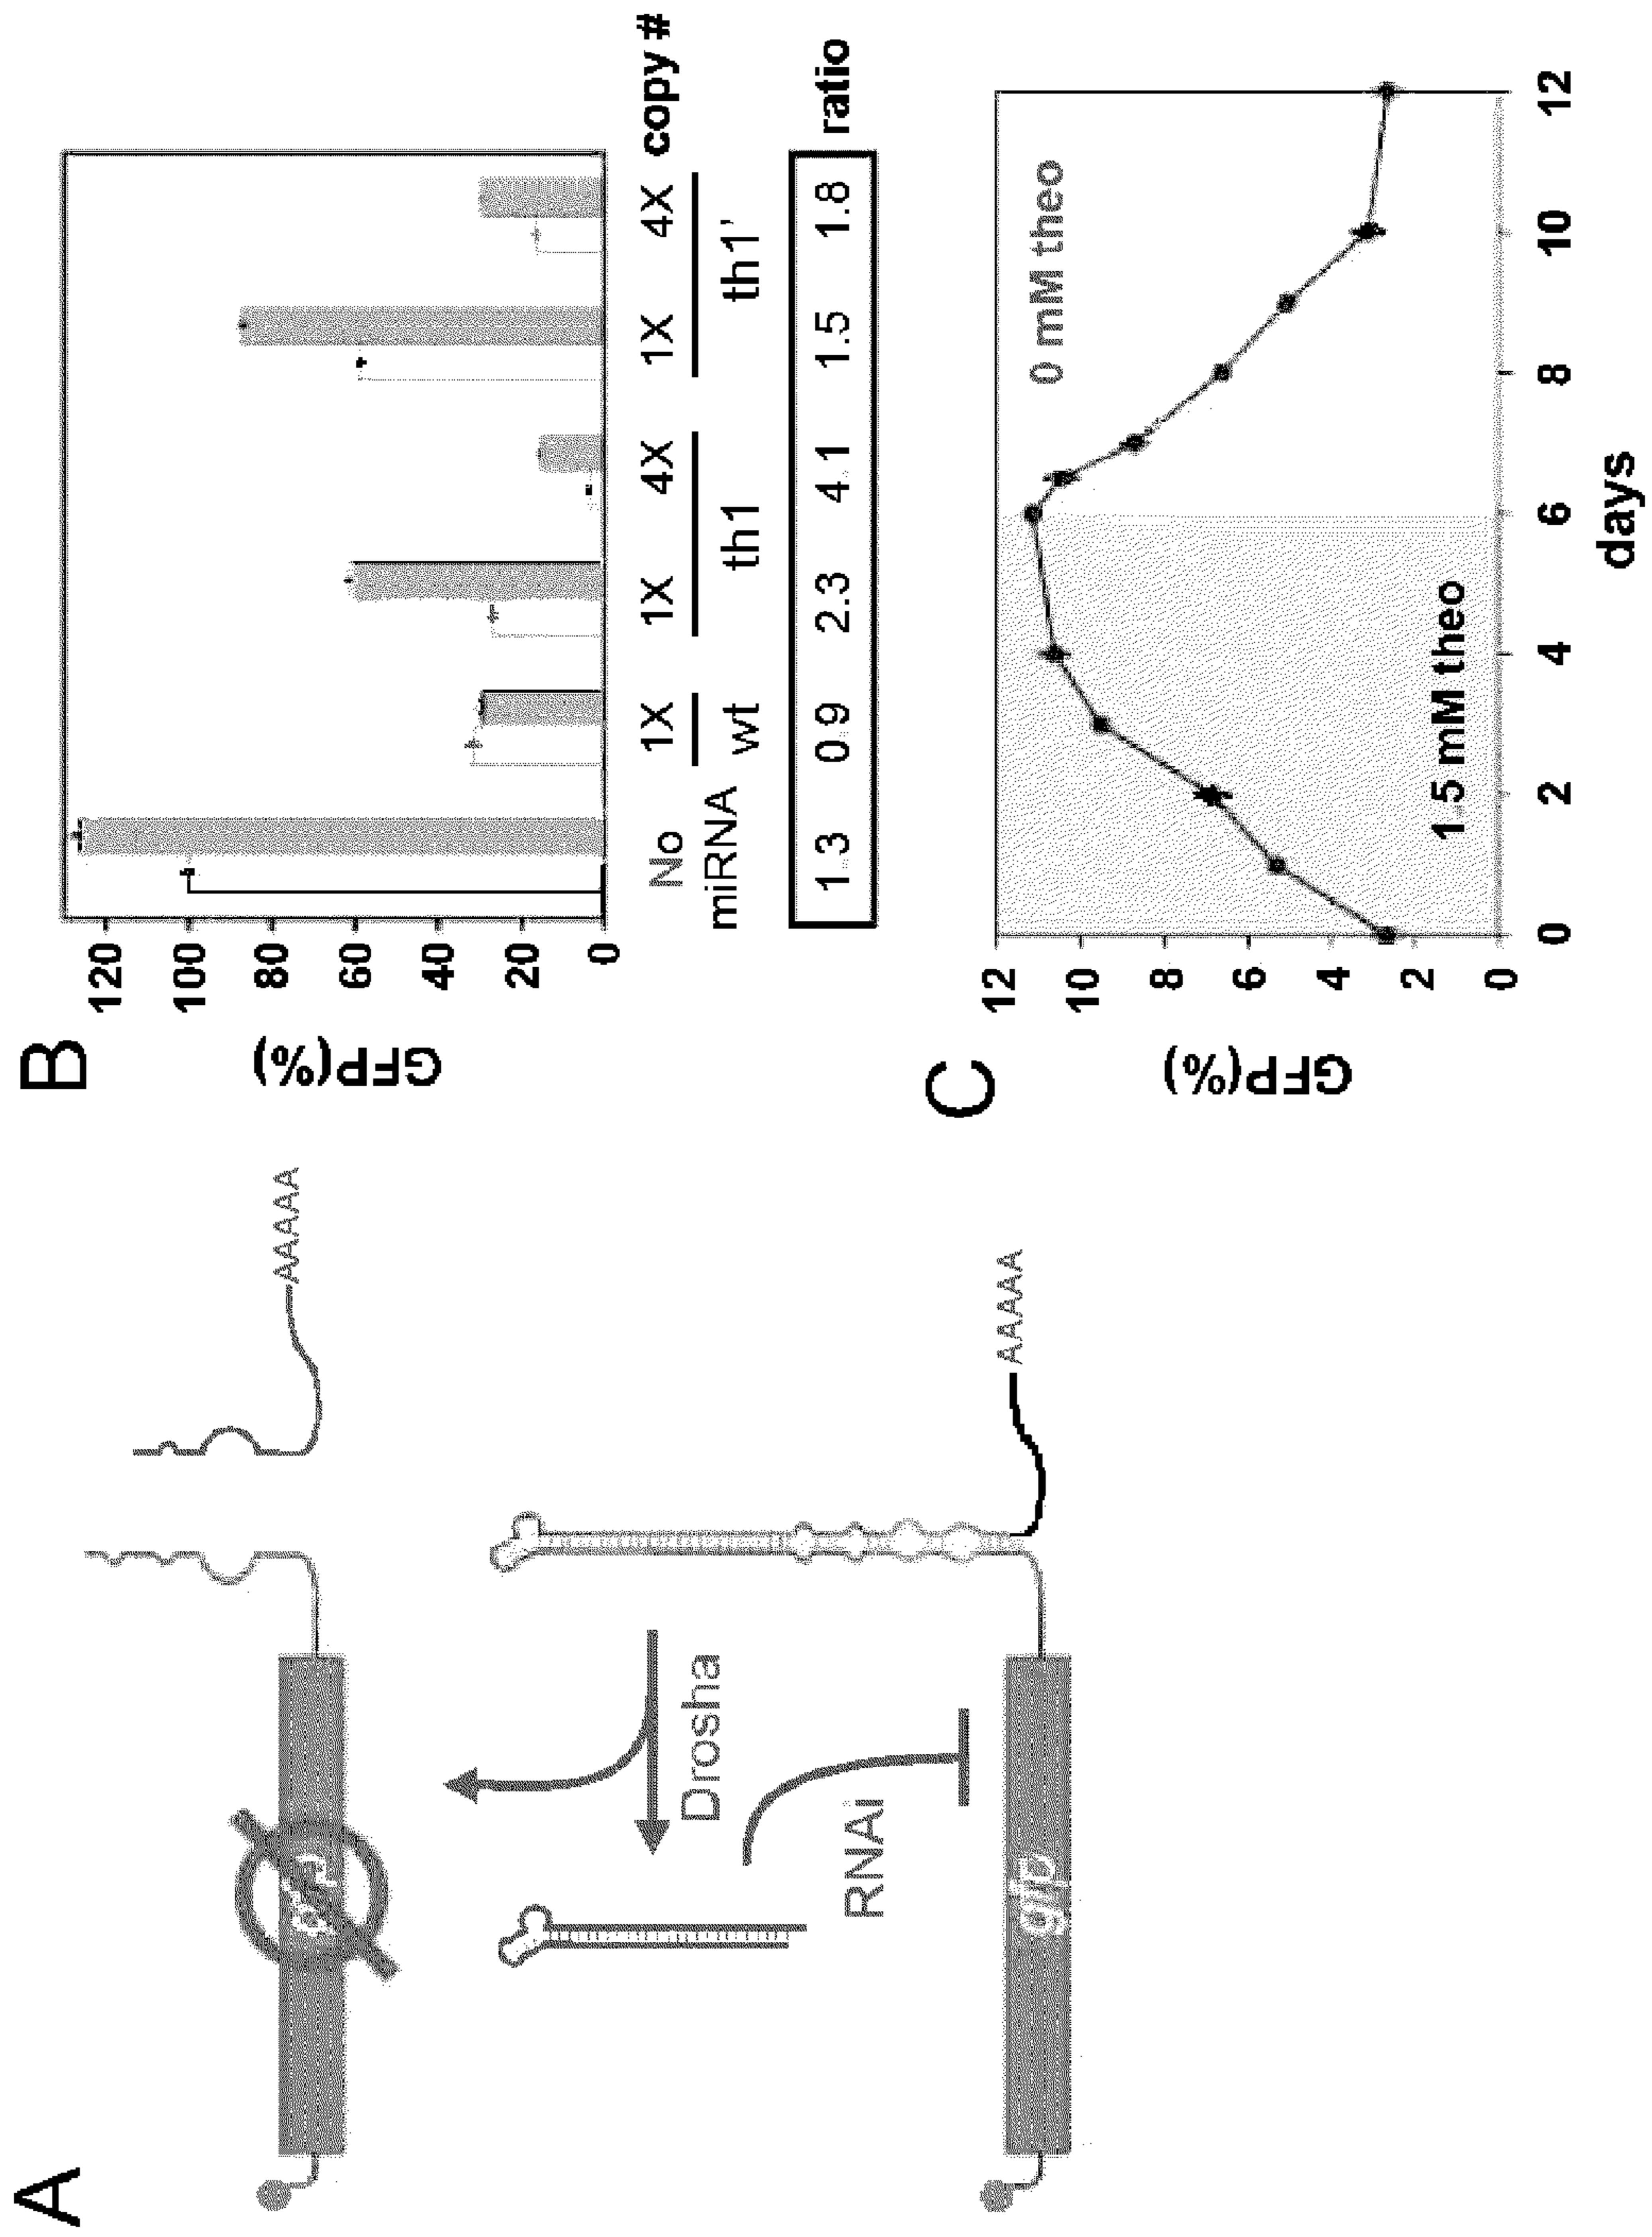 A
AAAAA
Drosha
RNAi
AAAAA
gfp
B
GFP(%)
120
100
80
60
40
20
0
No miRNA
1X
1X
4X
1X
4X
copy #
wt
th1
th1'
1.3
0.9
2.3
4.1
1.5
1.8
ratio
C
GFP(%)
12
10
8
6
4
2
0
1.5 mM theo
0 mM theo
0
2
4
6
8
10
12
days